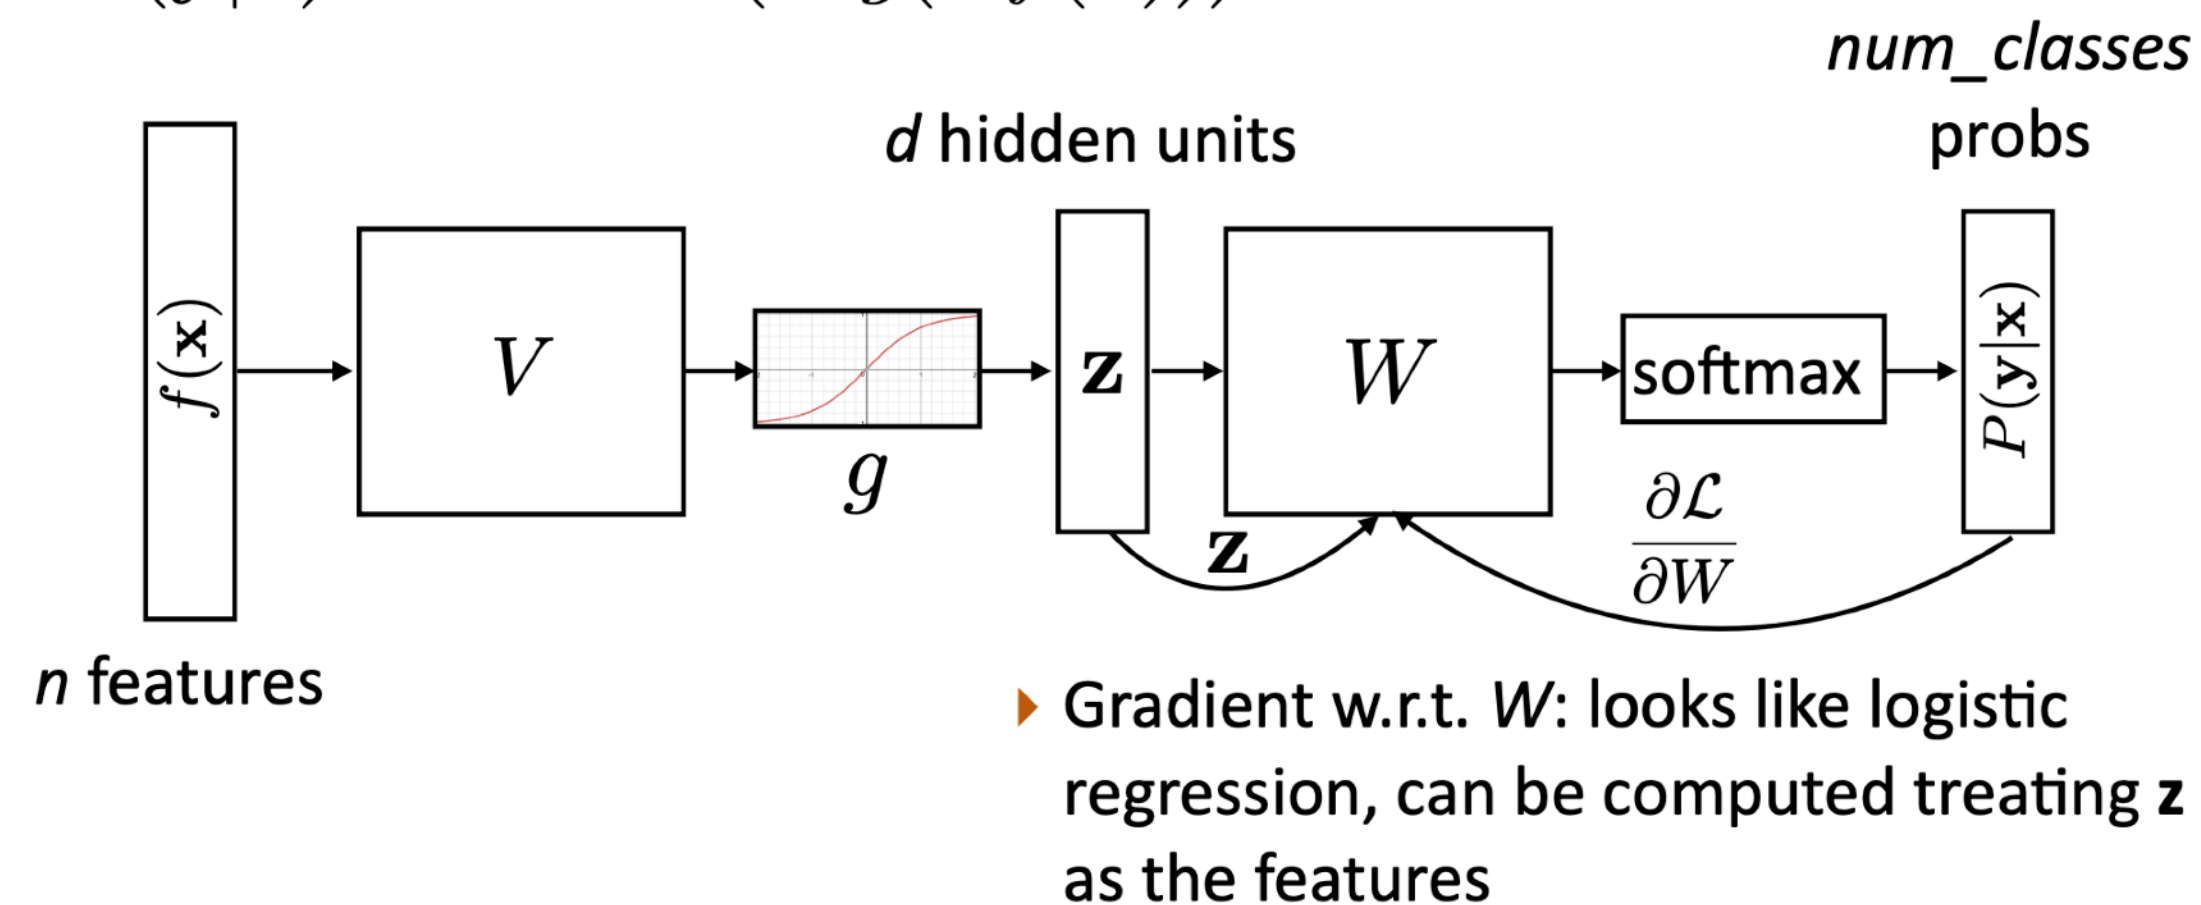 num_classes
probs
d hidden units
f(x)
V
g
z
W
softmax
P(y|x)
z
∂ℒ
∂W
n features
Gradient w.r.t. W: looks like logistic
regression, can be computed treating z
as the features